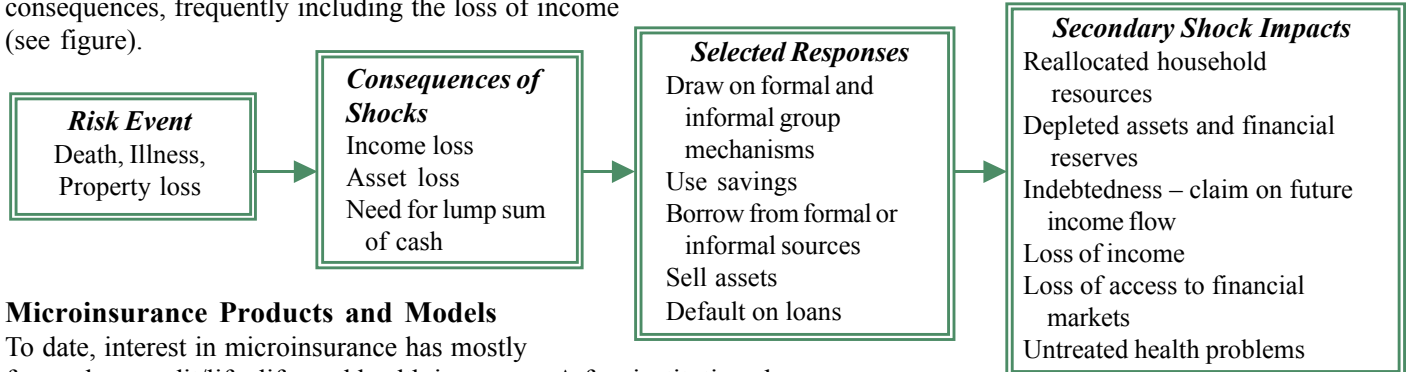 consequences, frequently including the loss of income
(see figure).
Risk Event
Death, Illness,
Property loss
Consequences of
Shocks
Income loss
Asset loss
Need for lump sum
of cash
Selected Responses
Draw on formal and
informal group
mechanisms
Use savings
Borrow from formal or
informal sources
Sell assets
Default on loans
Secondary Shock Impacts
Reallocated household
resources
Depleted assets and financial
reserves
Indebtedness – claim on future
income flow
Loss of income
Loss of access to financial
markets
Untreated health problems
Microinsurance Products and Models
To date, interest in microinsurance has mostly